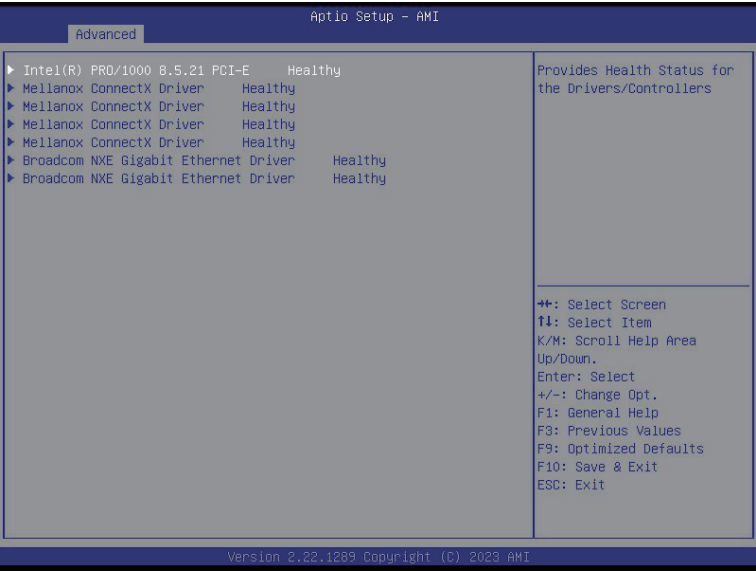 Aptio Setup – AMI
Advanced
▶ Intel(R) PRO/1000 8.5.21 PCI-E Healthy
▶ Mellanox ConnectX Driver Healthy
▶ Mellanox ConnectX Driver Healthy
▶ Mellanox ConnectX Driver Healthy
▶ Mellanox ConnectX Driver Healthy
▶ Broadcom NXE Gigabit Ethernet Driver Healthy
▶ Broadcom NXE Gigabit Ethernet Driver Healthy
Provides Health Status for
the Drivers/Controllers
→←: Select Screen
↑↓: Select Item
K/M: Scroll Help Area
Up/Down.
Enter: Select
+/-: Change Opt.
F1: General Help
F3: Previous Values
F9: Optimized Defaults
F10: Save & Exit
ESC: Exit
Version 2.22.1289 Copyright (C) 2023 AMI